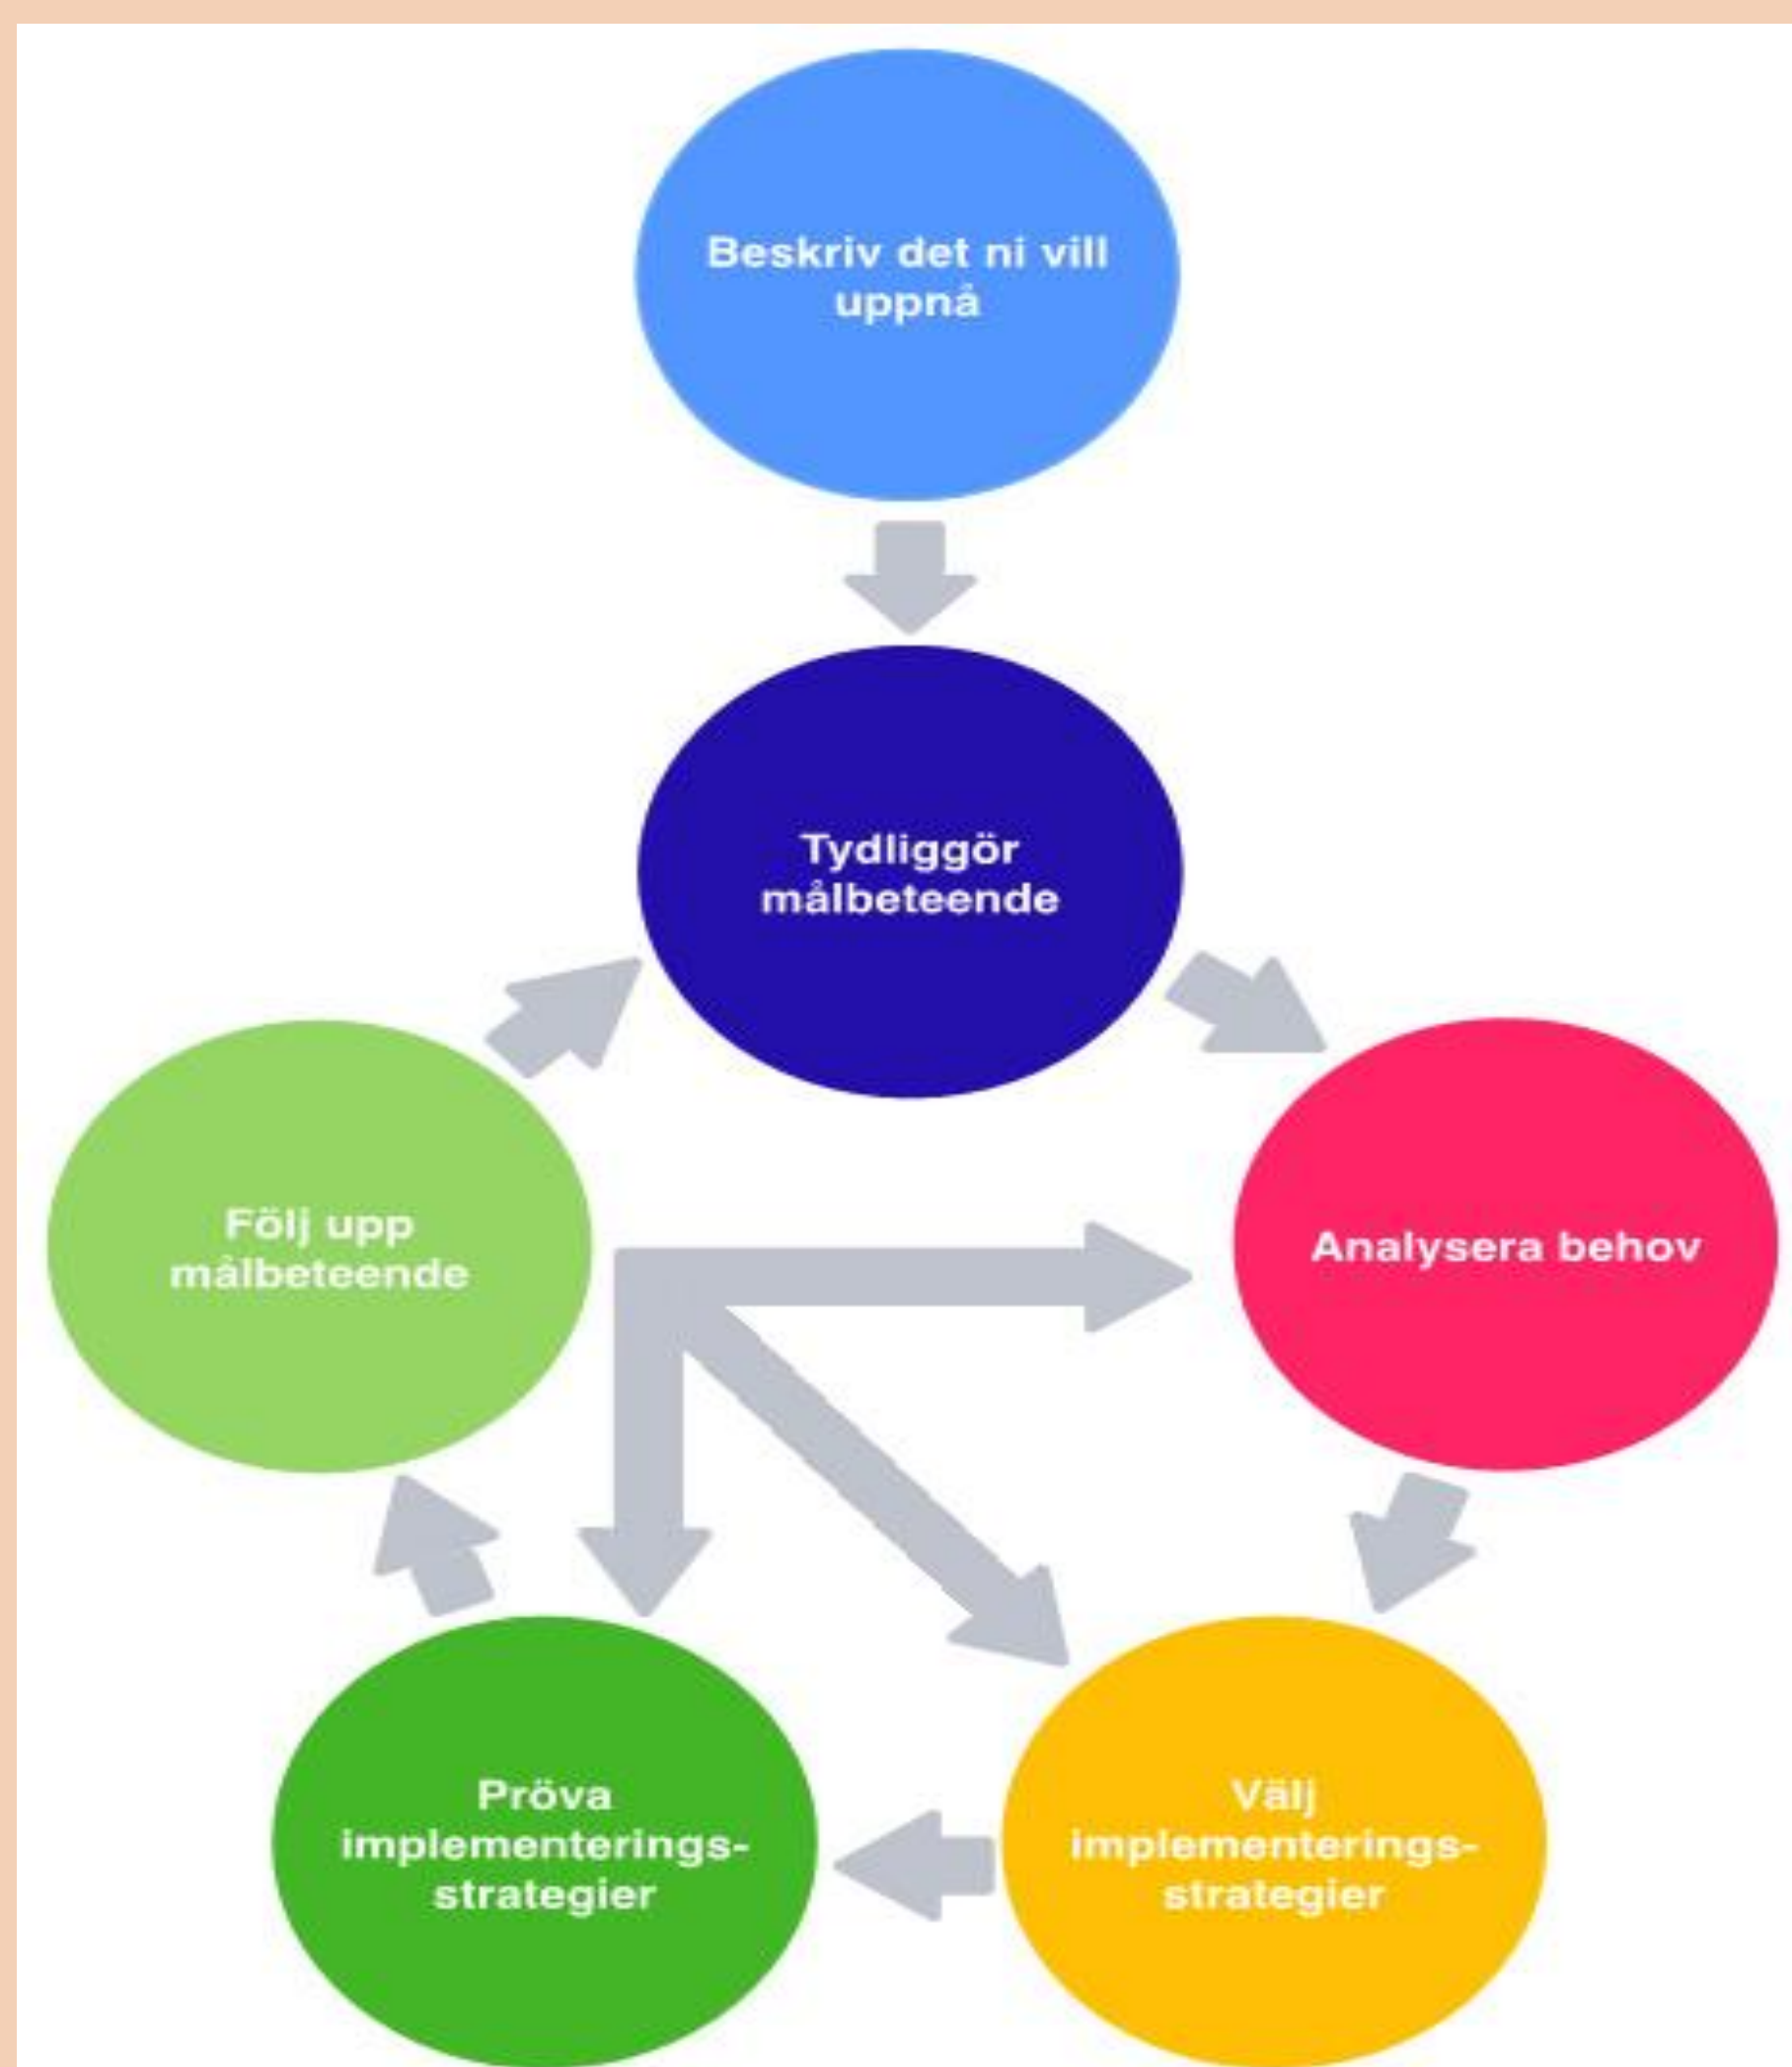 Beskriv det ni vill
uppnå
Tydliggör
målbeteende
Följ upp
målbeteende
Analysera behov
Pröva
implementerings-
strategier
Välj
implementerings-
strategier